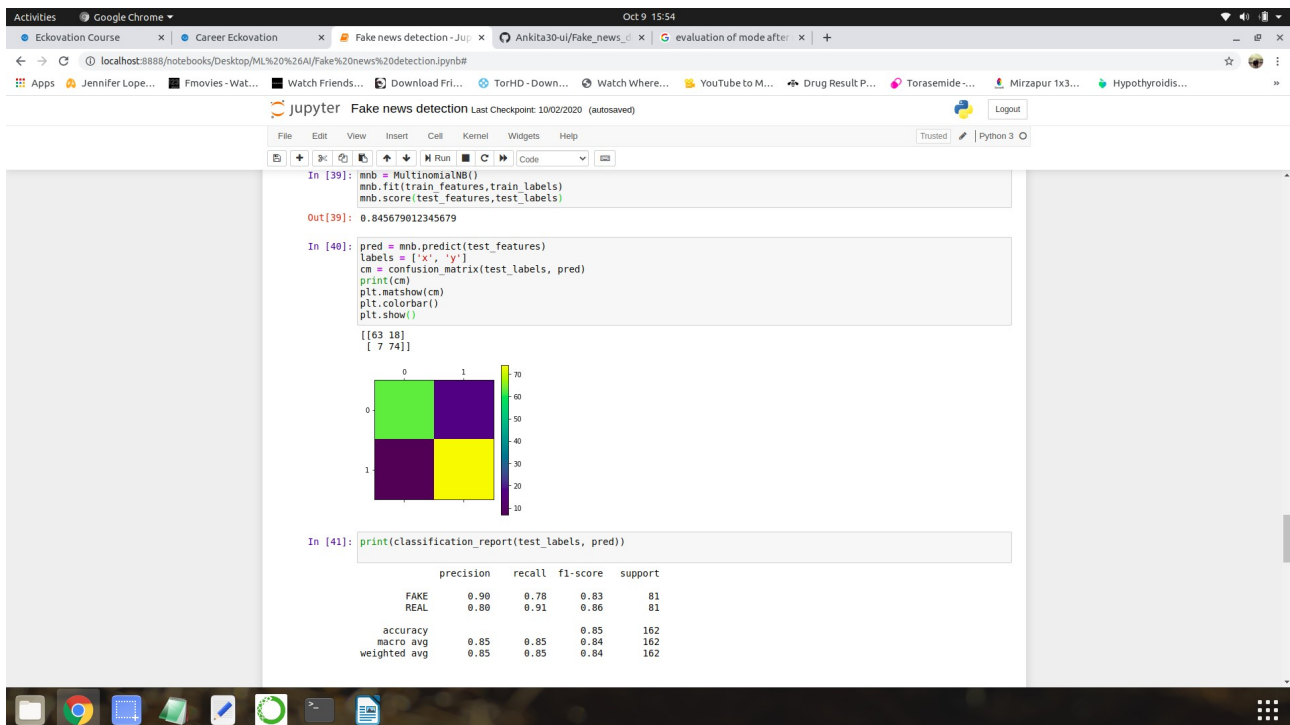 Activities Google Chrome Oct 9 15:54
Eckovation Course Career Eckovation Fake news detection - Jup Ankita30-ui/Fake_news_d evaluation of mode after
localhost:8888/notebooks/Desktop/ML%20%26AI/Fake%20news%20detection.ipynb#
Apps Jennifer Lope... Fmovies - Wat... Watch Friends... Download Fri... TorHD - Down... Watch Where... YouTube to M... Drug Result P... Torasemide -... Mirzapur 1x3... Hypothyroidis... »
jupyter Fake news detection Last Checkpoint: 10/02/2020 (autosaved) Logout
File Edit View Insert Cell Kernel Widgets Help Trusted Python 3
Run Code
In [39]: mnb = MultinomialNB()
mnb.fit(train_features,train_labels)
mnb.score(test_features,test_labels)
Out[39]: 0.845679012345679
In [40]: pred = mnb.predict(test_features)
labels = ['x', 'y']
cm = confusion_matrix(test_labels, pred)
print(cm)
plt.matshow(cm)
plt.colorbar()
plt.show()
[[63 18]
[ 7 74]]
0 1
70
60
0
50
40
30
1
20
10
In [41]: print(classification_report(test_labels, pred))
precision recall f1-score support
FAKE 0.90 0.78 0.83 81
REAL 0.80 0.91 0.86 81
accuracy 0.85 162
macro avg 0.85 0.85 0.84 162
weighted avg 0.85 0.85 0.84 162